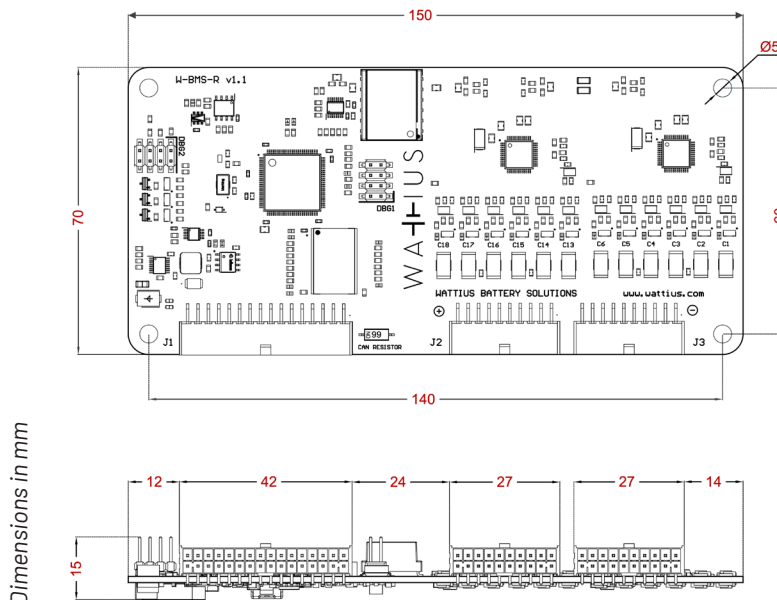 150
Ø5
W-BMS-R v1.1
DBG2
DBG1
WATTIUS
70
C18 C17 C16 C15 C14 C13 C6 C5 C4 C3 C2 C1
WATTIUS BATTERY SOLUTIONS www.wattius.com
J1 J2 J3
CAN RESISTOR
140
Dimensions in mm
12 42 24 27 27 14
15